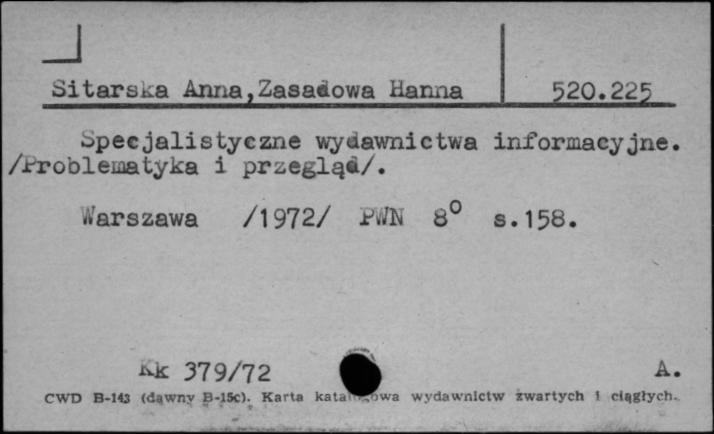 Sitarska Anna,Zasadowa Hanna 520.225
Specjalistyczne wydawnictwa informacyjne.
/Problematyka i przegląd/.
Warszawa /1972/ PWN 8° s.158.
Kk 379/72 A.
CWD B-143 (dawny B-15c). Karta katalogowa wydawnictw zwartych i ciągłych.